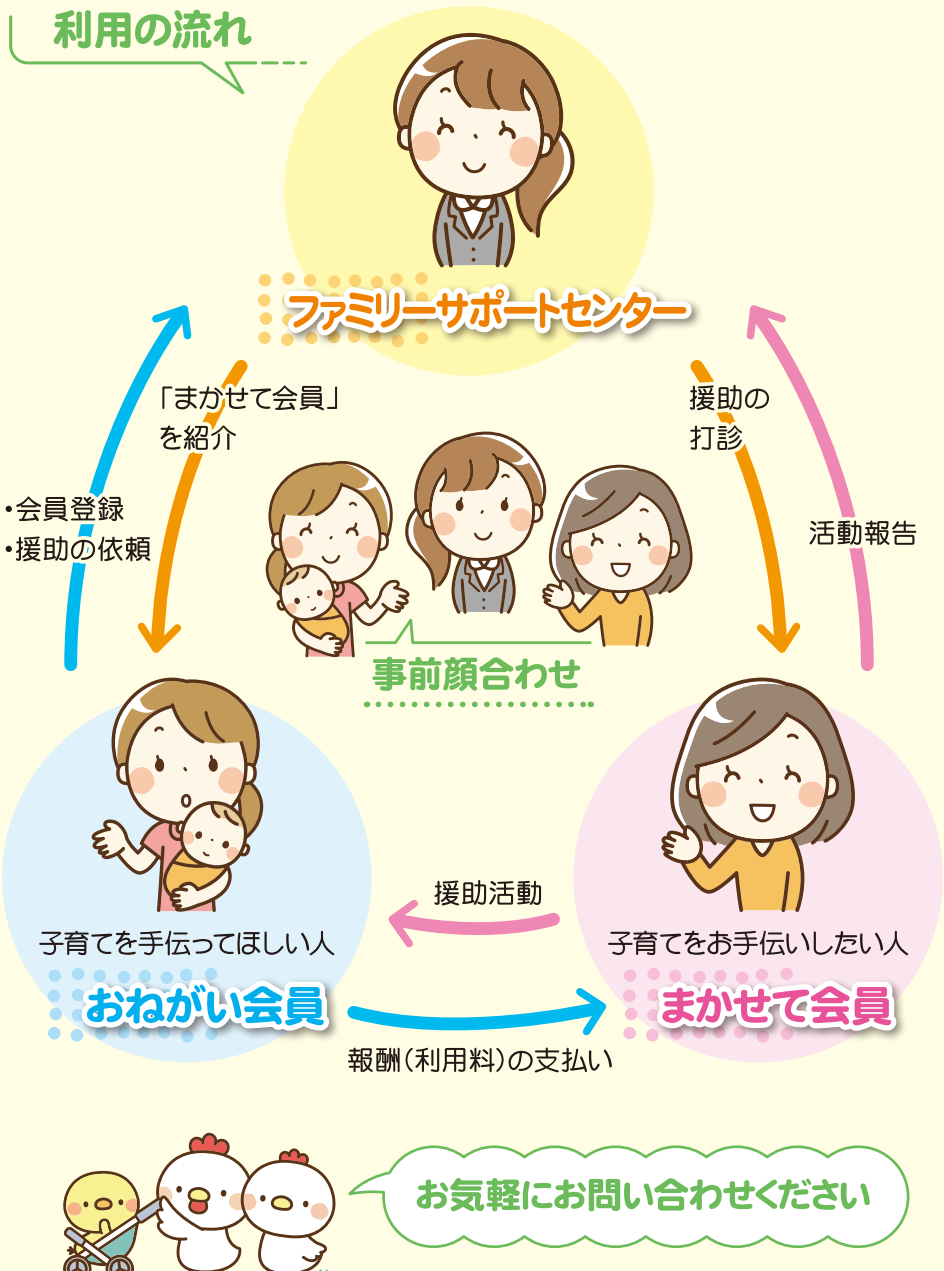 利用の流れ
ファミリーサポートセンター
「まかせて会員」
を紹介
援助の
打診
・会員登録
・援助の依頼
活動報告
事前顔合わせ
援助活動
子育てを手伝ってほしい人
おねがい会員
子育てをお手伝いしたい人
まかせて会員
報酬(利用料)の支払い
お気軽にお問い合わせください